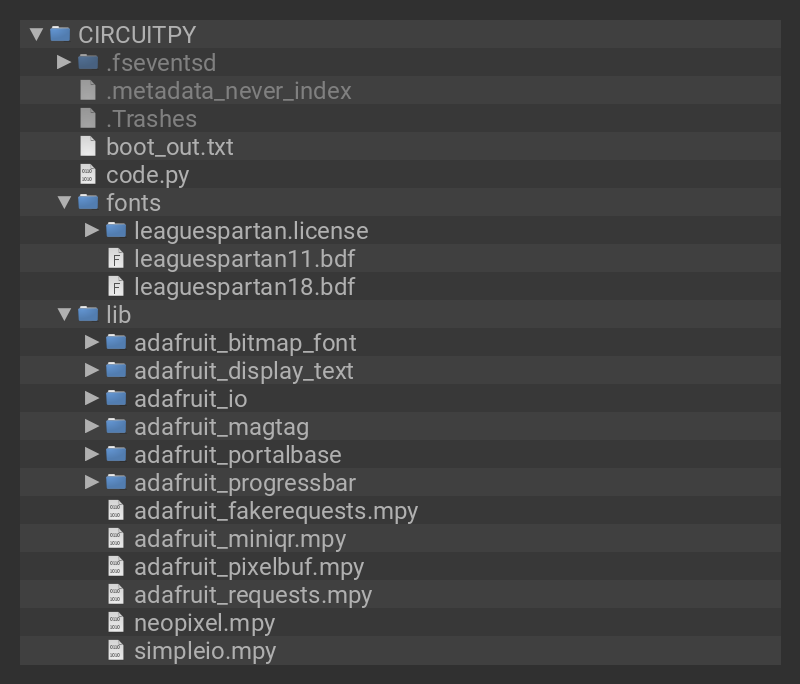 CIRCUITPY
.fseventsd
.metadata_never_index
.Trashes
boot_out.txt
code.py
fonts
leaguespartan.license
leaguespartan11.bdf
leaguespartan18.bdf
lib
adafruit_bitmap_font
adafruit_display_text
adafruit_io
adafruit_magtag
adafruit_portalbase
adafruit_progressbar
adafruit_fakerequests.mpy
adafruit_miniqr.mpy
adafruit_pixelbuf.mpy
adafruit_requests.mpy
neopixel.mpy
simpleio.mpy